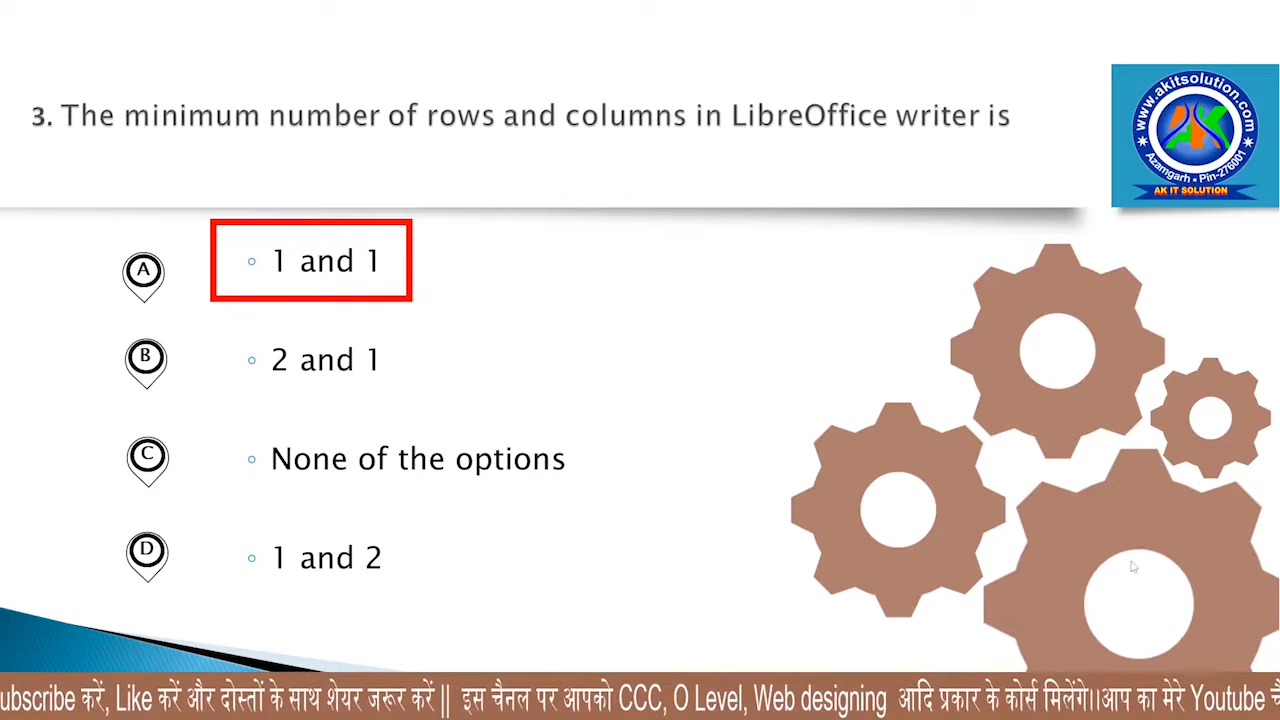 3. The minimum number of rows and columns in LibreOffice writer is
www.akitsolution.com
AK
Azamgarh • Pin-276001
AK IT SOLUTION
A
◦ 1 and 1
B
◦ 2 and 1
C
◦ None of the options
D
◦ 1 and 2
ubscribe करें, Like करें और दोस्तों के साथ शेयर जरूर करें || इस चैनल पर आपको CCC, O Level, Web designing आदि प्रकार के कोर्स मिलेंगे।।आप का मेरे Youtube चै